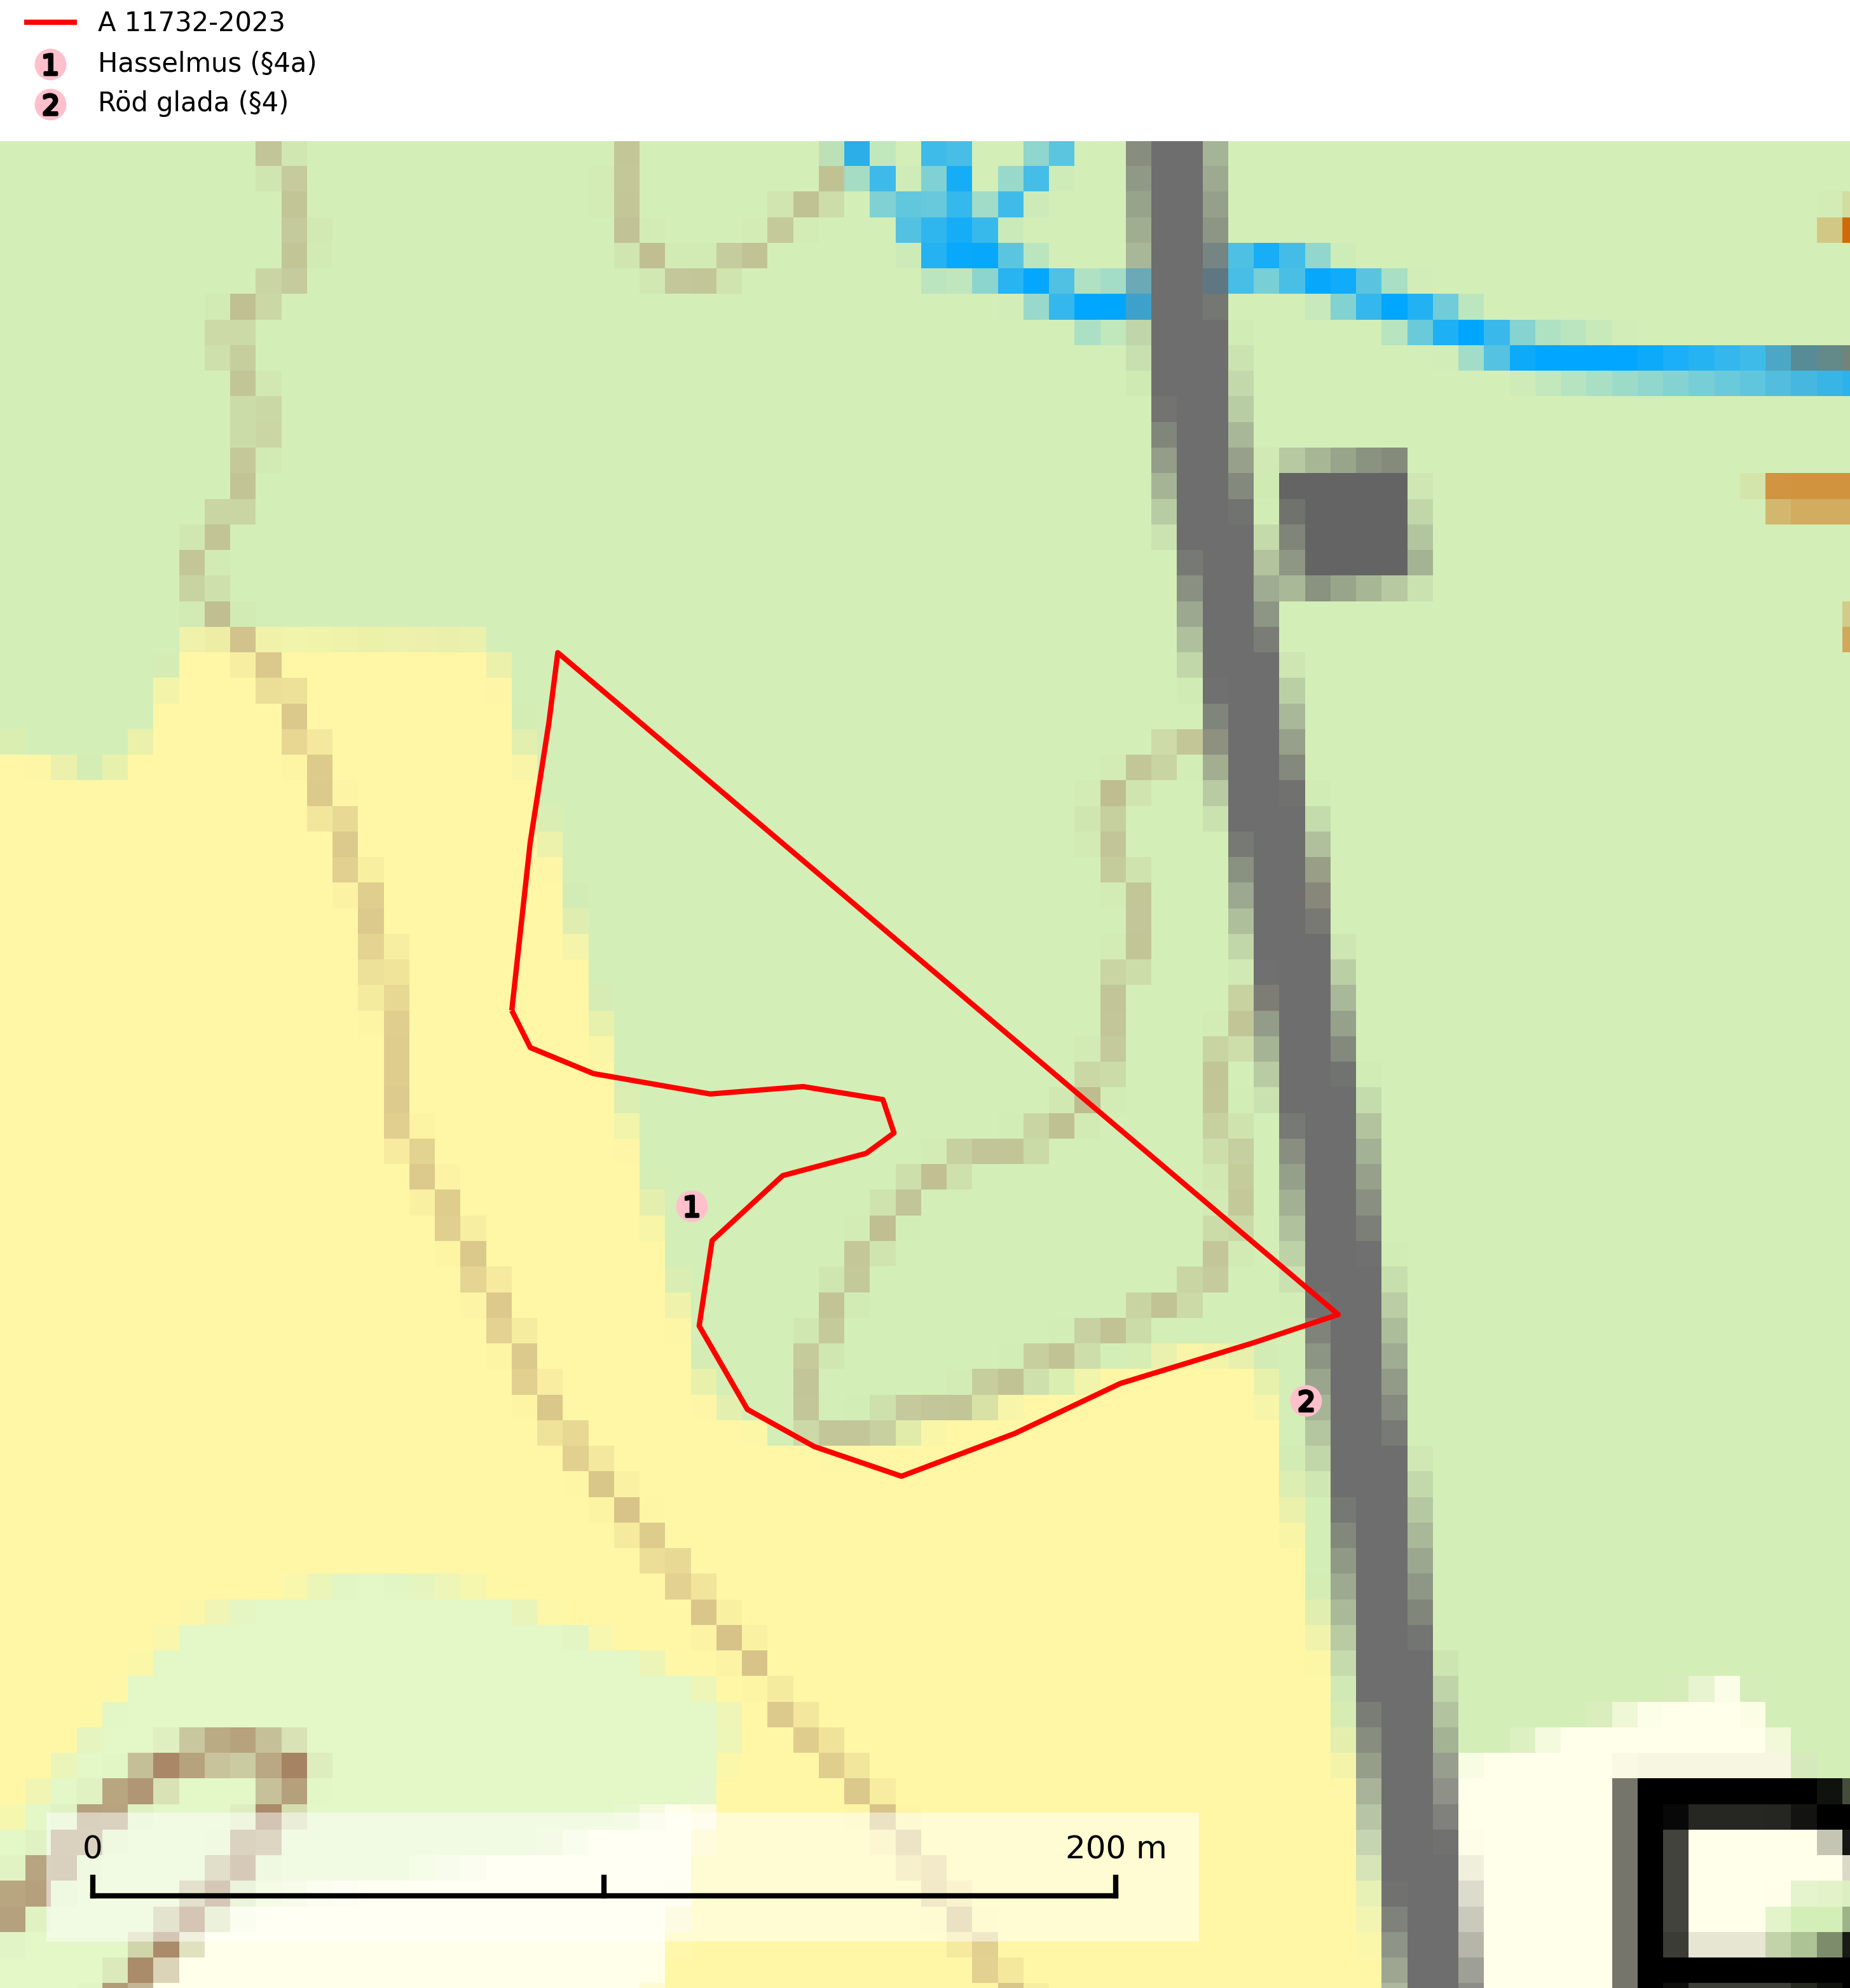 A 11732-2023
1 Hasselmus (§4a)
2 Röd glada (§4)
1
2
0 200 m